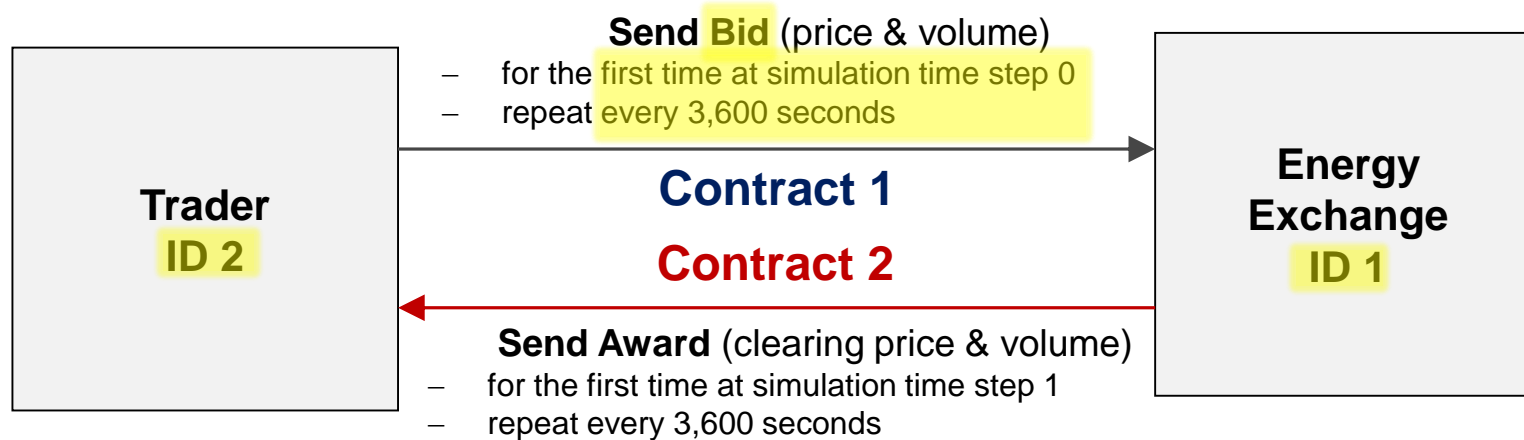 Send Bid (price & volume)
– for the first time at simulation time step 0
– repeat every 3,600 seconds
Trader
ID 2
Contract 1
Contract 2
Energy
Exchange
ID 1
Send Award (clearing price & volume)
– for the first time at simulation time step 1
– repeat every 3,600 seconds